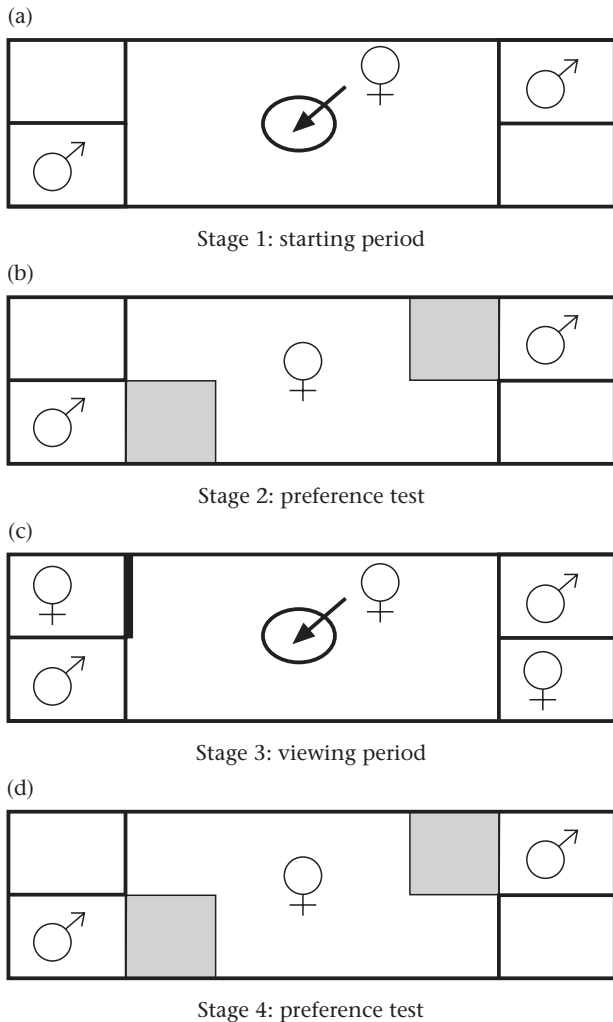 (a)
Stage 1: starting period
(b)
Stage 2: preference test
(c)
Stage 3: viewing period
(d)
Stage 4: preference test